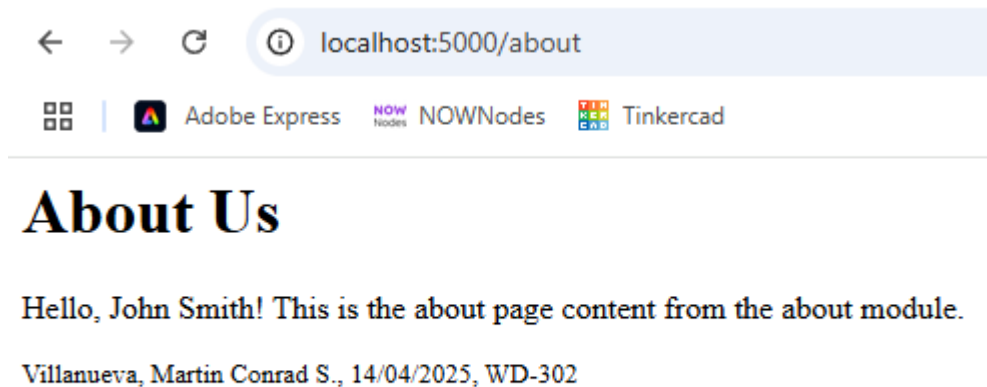 localhost:5000/about
Adobe Express NOW Nodes NOWNodes TIN KER CAD Tinkercad
About Us
Hello, John Smith! This is the about page content from the about module.
Villanueva, Martin Conrad S., 14/04/2025, WD-302